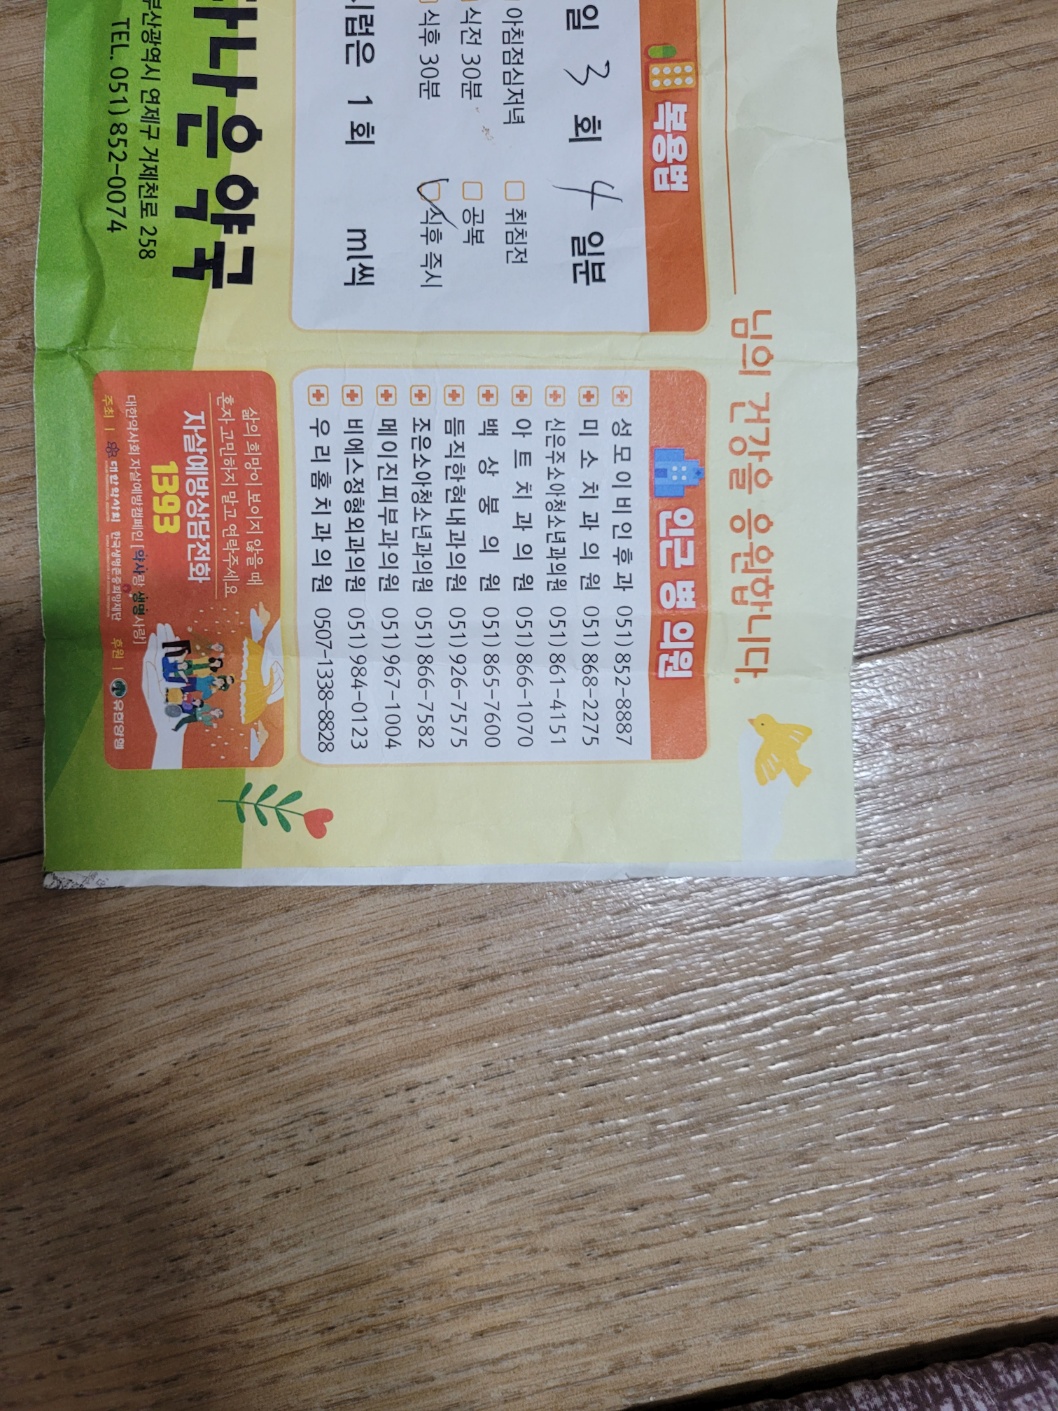 님의 건강을 응원합니다.
복용법
일 3 회 4 일분
아침점심저녁 취침전
식전 30분 공복
식후 30분 식후 즉시
시럽은 1 회 ml씩
인근 병 의원
성모이비인후과 051) 852-8887
미소치과의원 051) 868-2275
신은주소아청소년과의원 051) 861-4151
아트치과의원 051) 866-1070
백상봉의원 051) 865-7600
듬직한현내과의원 051) 926-7575
조은소아청소년과의원 051) 866-7582
메이진피부과의원 051) 967-1004
비에스정형외과의원 051) 984-0123
우리홈치과의원 0507-1338-8828
나은약국
부산광역시 연제구 거제천로 258
TEL. 051) 852-0074
삶의 희망이 보이지 않을 때
혼자 고민하지 말고 연락주세요
자살예방상담전화
1393
대한약사회 자살예방캠페인 [약사랑 생명사랑]
주최 | 대한약사회 한국생명존중희망재단 후원 | 유한양행